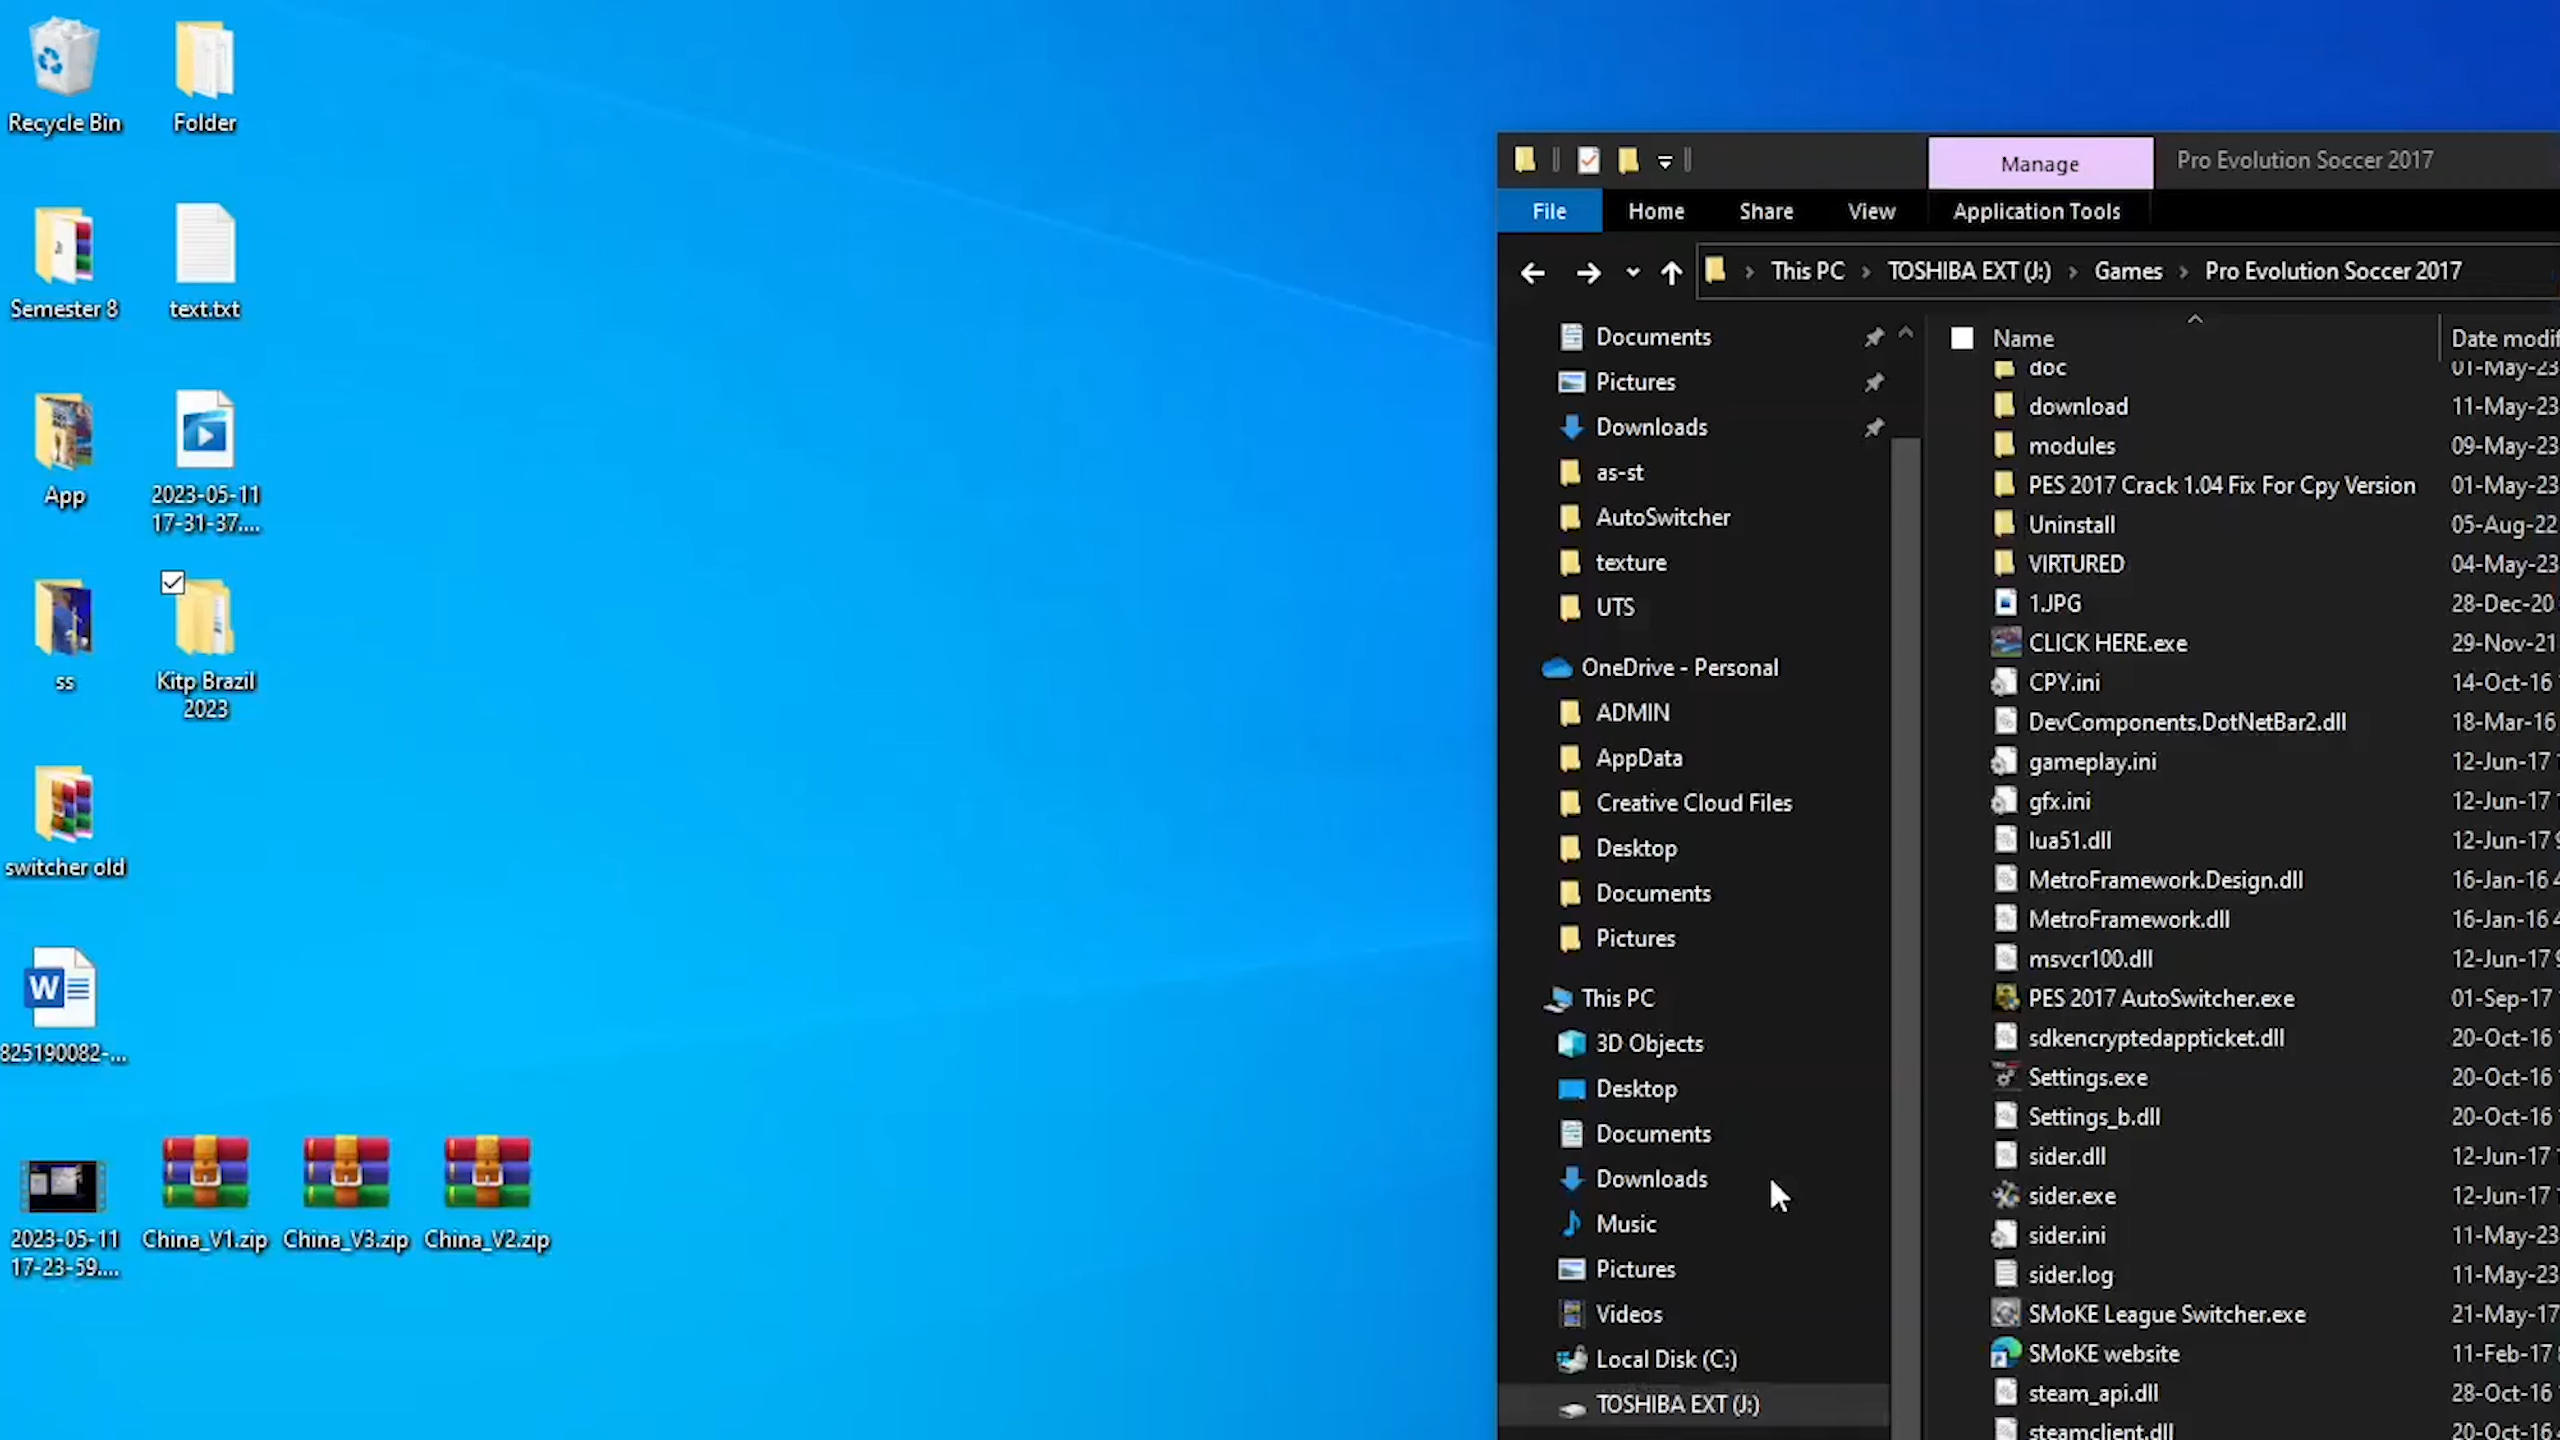 Recycle Bin
Folder
Semester 8
text.txt
App
2023-05-11
17-31-37....
ss
Kitp Brazil
2023
switcher old
825190082-...
2023-05-11
17-23-59....
China_V1.zip
China_V3.zip
China_V2.zip
Manage
Pro Evolution Soccer 2017
File
Home
Share
View
Application Tools
This PC
TOSHIBA EXT (J:)
Games
Pro Evolution Soccer 2017
Documents
Pictures
Downloads
as-st
AutoSwitcher
texture
UTS
OneDrive - Personal
ADMIN
AppData
Creative Cloud Files
Desktop
Documents
Pictures
This PC
3D Objects
Desktop
Documents
Downloads
Music
Pictures
Videos
Local Disk (C:)
TOSHIBA EXT (J:)
Name Date modif
doc 01-May-23
download 11-May-23
modules 09-May-23
PES 2017 Crack 1.04 Fix For Cpy Version 01-May-23
Uninstall 05-Aug-22
VIRTURED 04-May-23
1.JPG 28-Dec-20
CLICK HERE.exe 29-Nov-21
CPY.ini 14-Oct-16
DevComponents.DotNetBar2.dll 18-Mar-16
gameplay.ini 12-Jun-17
gfx.ini 12-Jun-17
lua51.dll 12-Jun-17 9
MetroFramework.Design.dll 16-Jan-16 4
MetroFramework.dll 16-Jan-16 4
msvcr100.dll 12-Jun-17 9
PES 2017 AutoSwitcher.exe 01-Sep-17
sdkencryptedappticket.dll 20-Oct-16
Settings.exe 20-Oct-16
Settings_b.dll 20-Oct-16
sider.dll 12-Jun-17
sider.exe 12-Jun-17
sider.ini 11-May-23
sider.log 11-May-23
SMoKE League Switcher.exe 21-May-17
SMoKE website 11-Feb-17
steam_api.dll 28-Oct-16
steamclient.dll 20-Oct-16